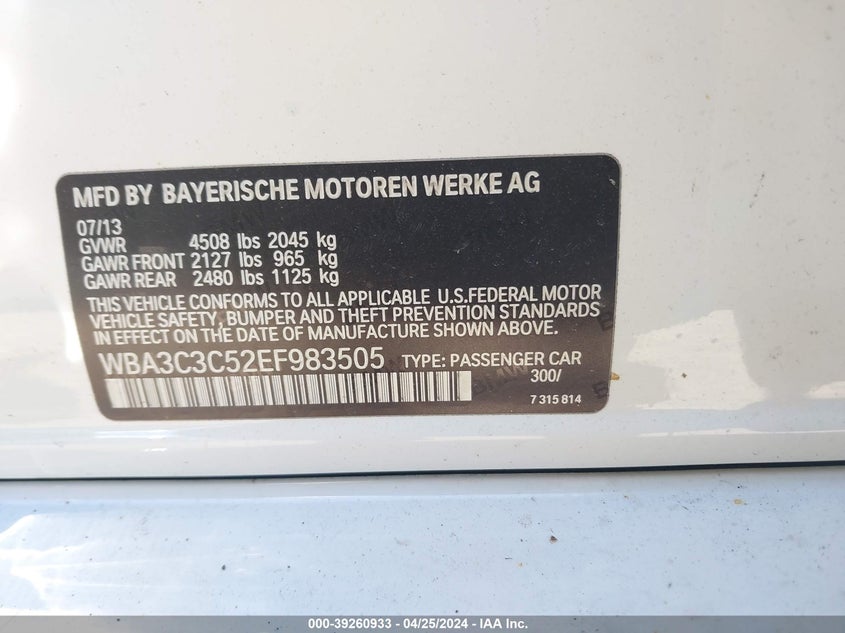 MFD BY BAYERISCHE MOTOREN WERKE AG
07/13
GVWR 4508 lbs 2045 kg
GAWR FRONT 2127 lbs 965 kg
GAWR REAR 2480 lbs 1125 kg
THIS VEHICLE CONFORMS TO ALL APPLICABLE U.S.FEDERAL MOTOR
VEHICLE SAFETY, BUMPER AND THEFT PREVENTION STANDARDS
IN EFFECT ON THE DATE OF MANUFACTURE SHOWN ABOVE.
WBA3C3C52EF983505 TYPE: PASSENGER CAR
300/
7 315 814
000-39260933 - 04/25/2024 - IAA Inc.